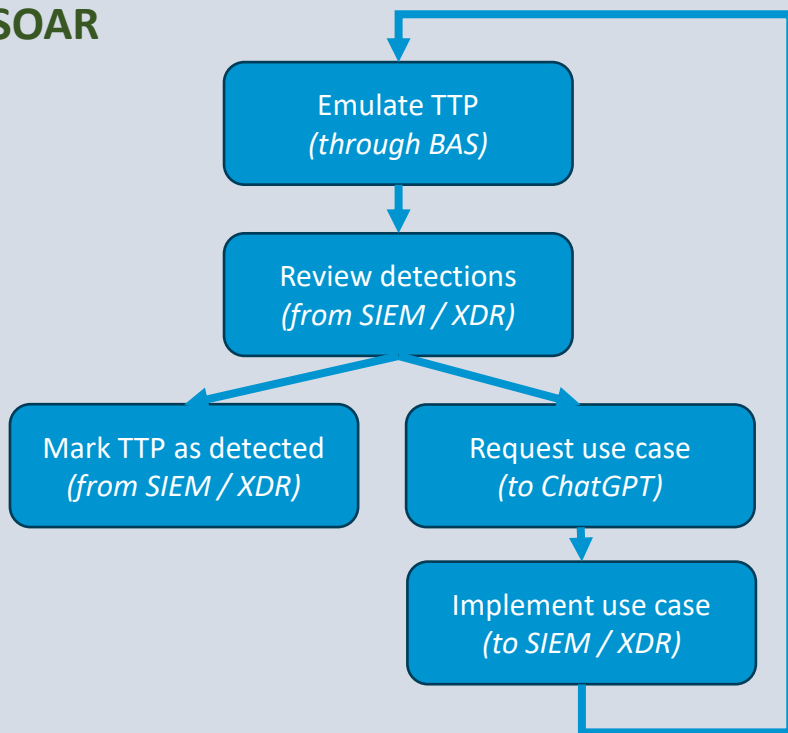 SOAR
Emulate TTP
(through BAS)
Review detections
(from SIEM / XDR)
Mark TTP as detected
(from SIEM / XDR)
Request use case
(to ChatGPT)
Implement use case
(to SIEM / XDR)